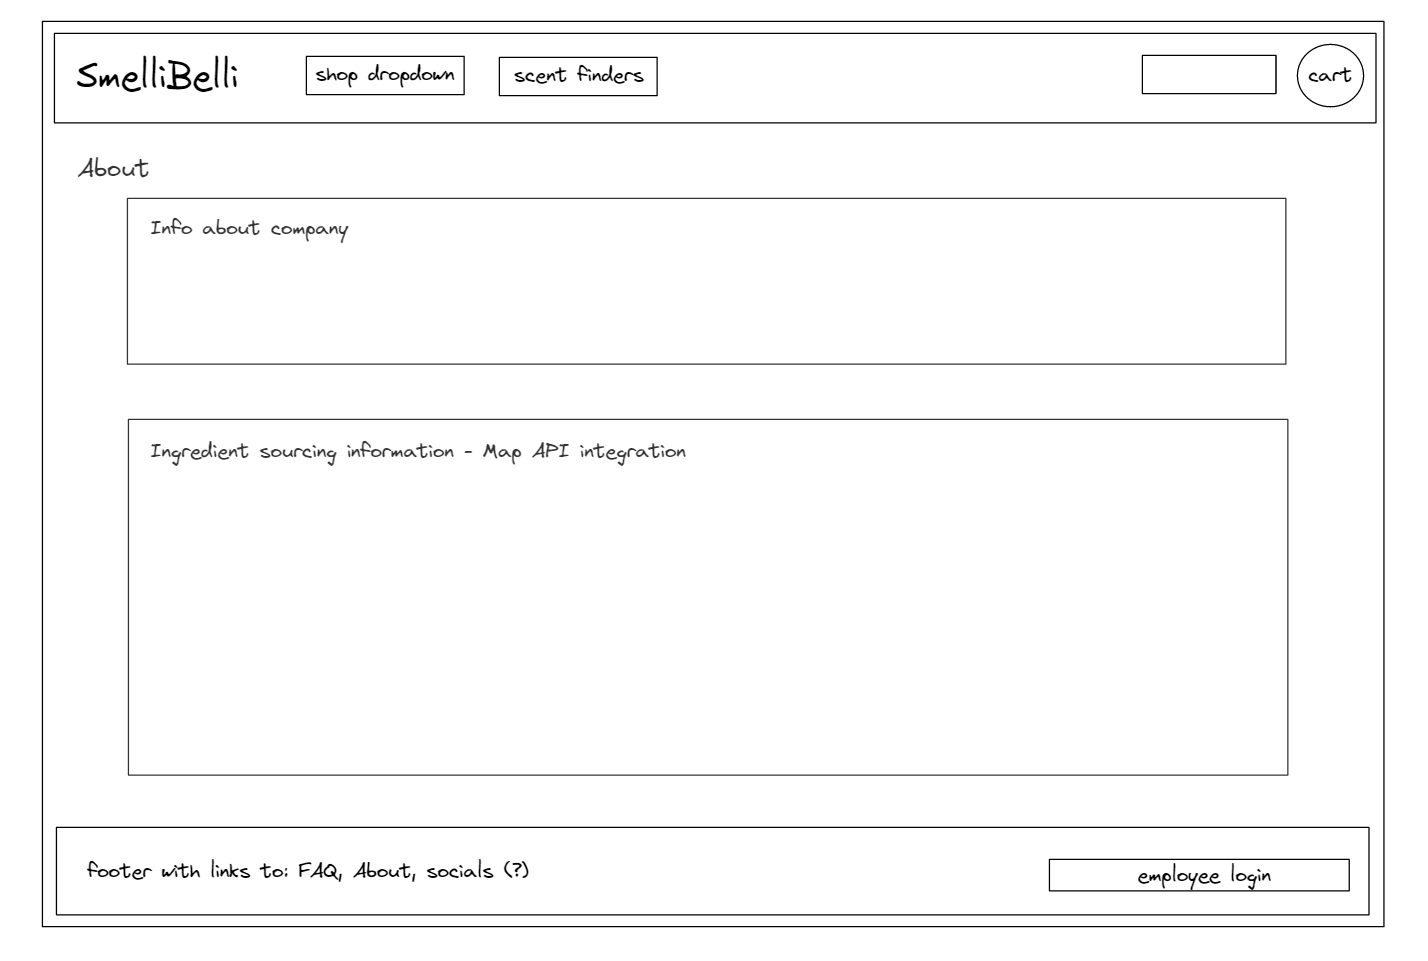 SmelliBelli
shop dropdown
scent finders
cart
About
Info about company
Ingredient sourcing information - Map API integration
footer with links to: FAQ, About, socials (?)
employee login